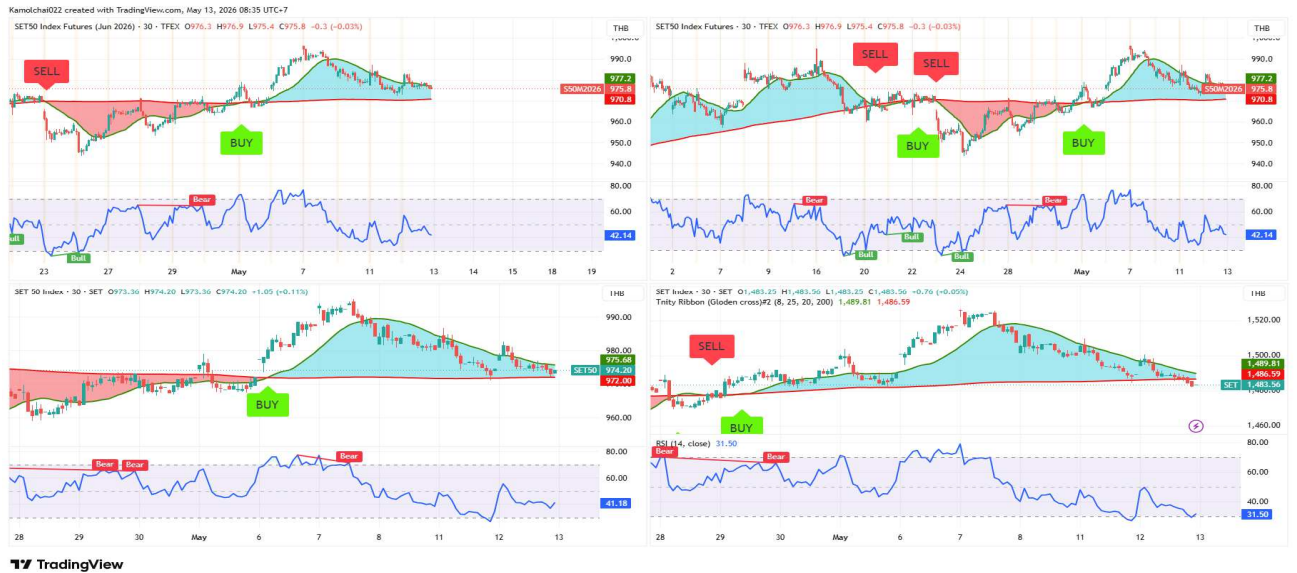 Kamolchai022 created with TradingView.com, May 13, 2026 08:35 UTC+7
SET50 Index Futures (Jun 2026) · 30 · TFEX O976.3 H976.9 L975.4 C975.8 −0.3 (−0.03%)
THB
SELL
BUY
990.0
977.2
S50M2026 975.8
970.8
960.0
950.0
940.0
Bear
Bull
80.00
60.00
42.14
23 27 29 May 7 11 13 14 15 18 19
SET50 Index Futures (Jun 2026) · 30 · TFEX O976.3 H976.9 L975.4 C975.8 −0.3 (−0.03%)
THB
SELL
SELL
BUY
BUY
990.0
977.2
S50M2026 975.8
970.8
960.0
950.0
940.0
Bear
Bear
Bull
Bull
Bull
80.00
60.00
42.14
2 7 9 16 20 22 24 28 May 7 11 13
SET 50 Index · 30 · SET O973.36 H974.20 L973.36 C974.20 +1.05 (+0.11%)
THB
BUY
990.00
980.00
975.68
SET50 974.20
972.00
960.00
Bear Bear
Bear
80.00
60.00
41.18
28 29 30 May 6 7 8 11 12 13
SET Index · 30 · SET O1,483.25 H1,483.56 L1,483.25 C1,483.56
Tnity Ribbon (Gloden cross)#2 (8, 25, 20, 200) 1,489.81 1,486.59
THB
SELL
BUY
1,520.00
1,500.00
1,489.81
1,486.59
SET 1,483.56
1,460.00
RSI (14, close) 31.50
Bear
Bear
80.00
60.00
40.00
31.50
28 29 30 May 6 7 8 11 12 13
TradingView